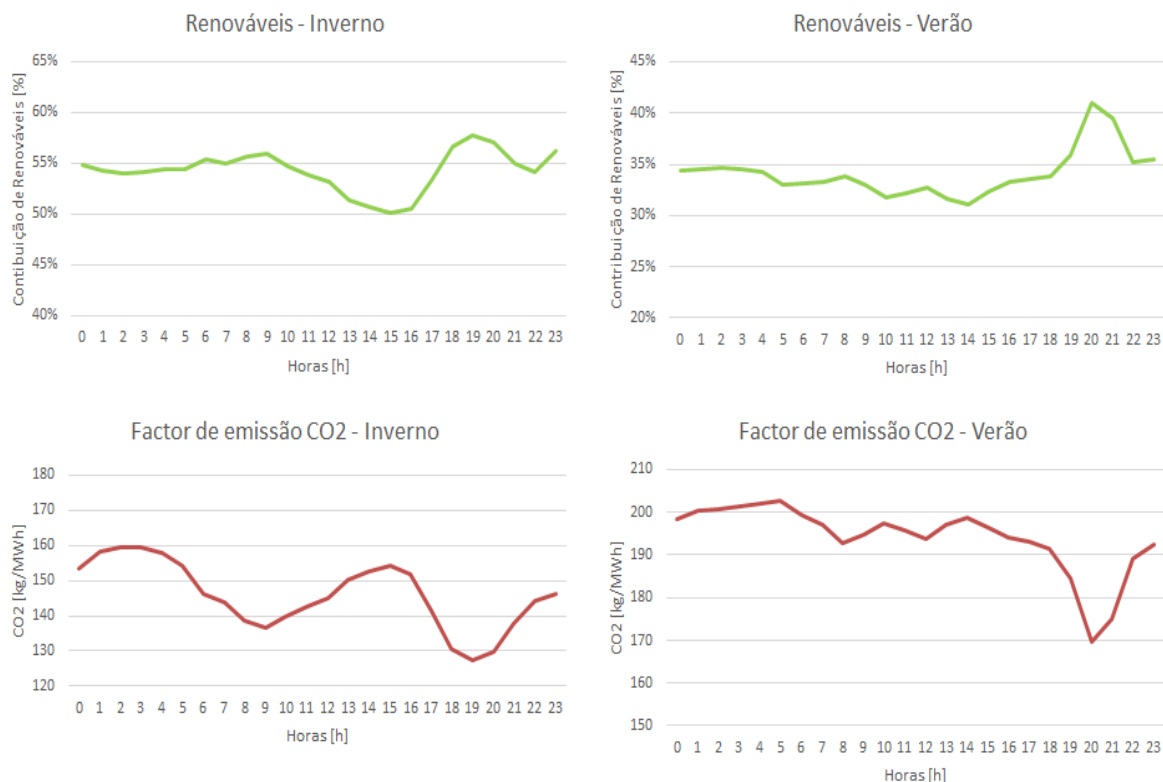 Renováveis - Inverno
Contibuição de Renováveis [%]
65%
60%
55%
50%
45%
40%
0 1 2 3 4 5 6 7 8 9 10 11 12 13 14 15 16 17 18 19 20 21 22 23
Horas [h]
Renováveis - Verão
Contribuição de Renováveis [%]
45%
40%
35%
30%
25%
20%
0 1 2 3 4 5 6 7 8 9 10 11 12 13 14 15 16 17 18 19 20 21 22 23
Horas [h]
Factor de emissão CO2 - Inverno
CO2 [kg/MWh]
180
170
160
150
140
130
120
0 1 2 3 4 5 6 7 8 9 10 11 12 13 14 15 16 17 18 19 20 21 22 23
Horas [h]
Factor de emissão CO2 - Verão
CO2 [kg/MWh]
210
200
190
180
170
160
150
0 1 2 3 4 5 6 7 8 9 10 11 12 13 14 15 16 17 18 19 20 21 22 23
Horas [h]